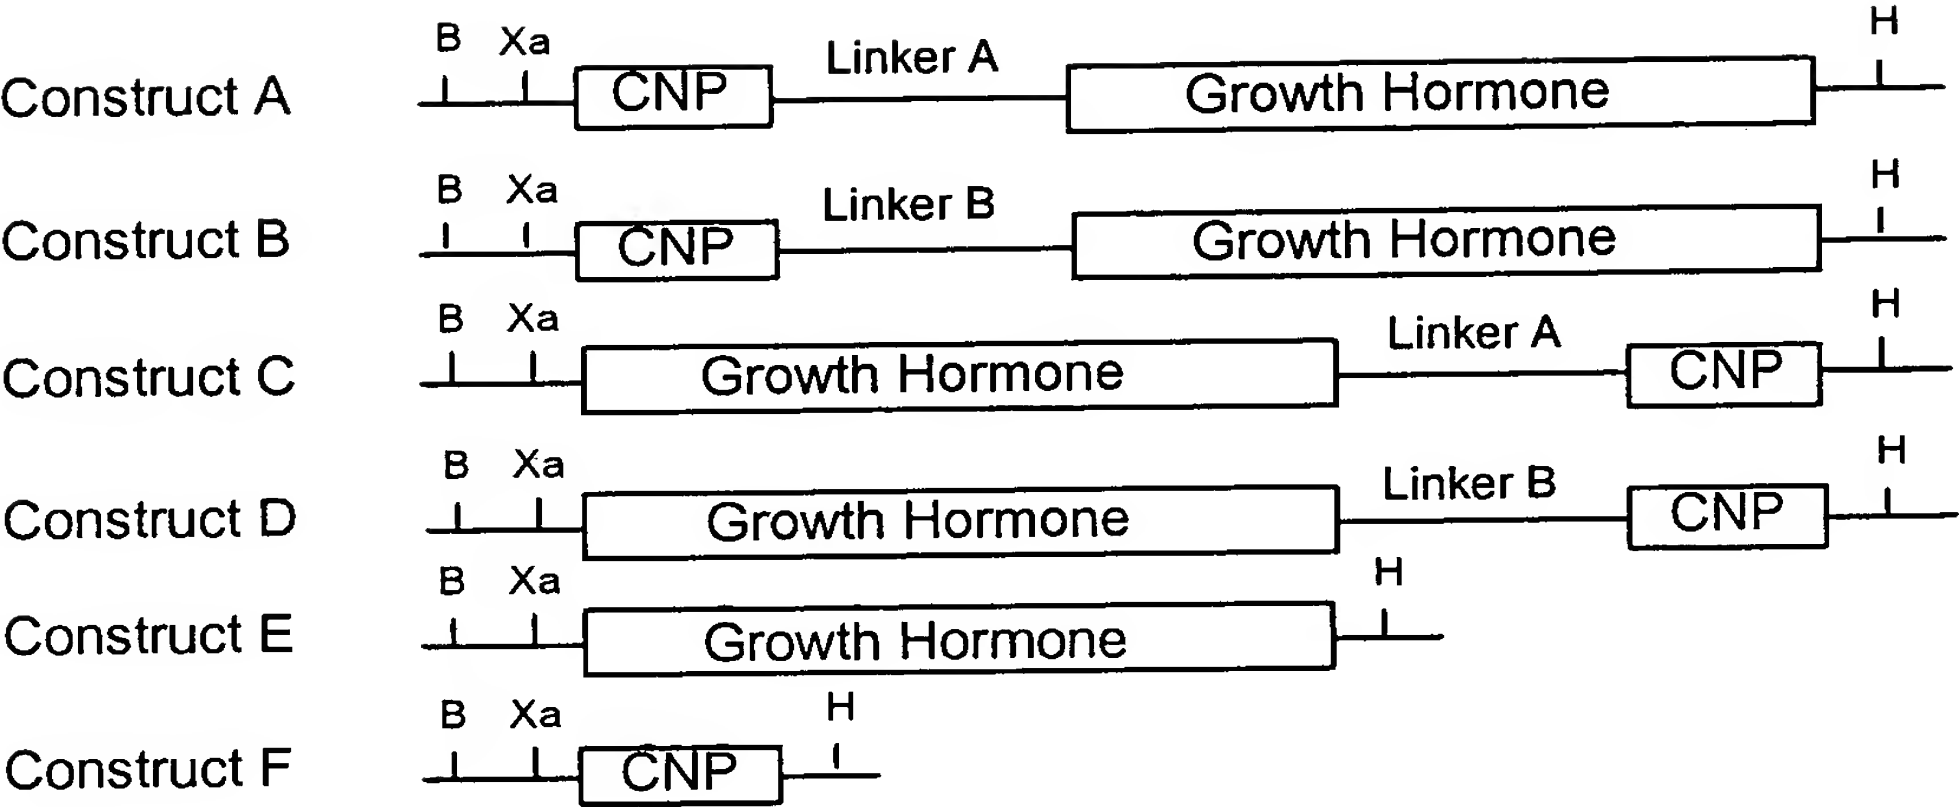 B Xa Linker A H
Construct A CNP Growth Hormone
B Xa Linker B H
Construct B CNP Growth Hormone
B Xa Linker A H
Construct C Growth Hormone CNP
B Xa Linker B H
Construct D Growth Hormone CNP
B Xa H
Construct E Growth Hormone
B Xa H
Construct F CNP